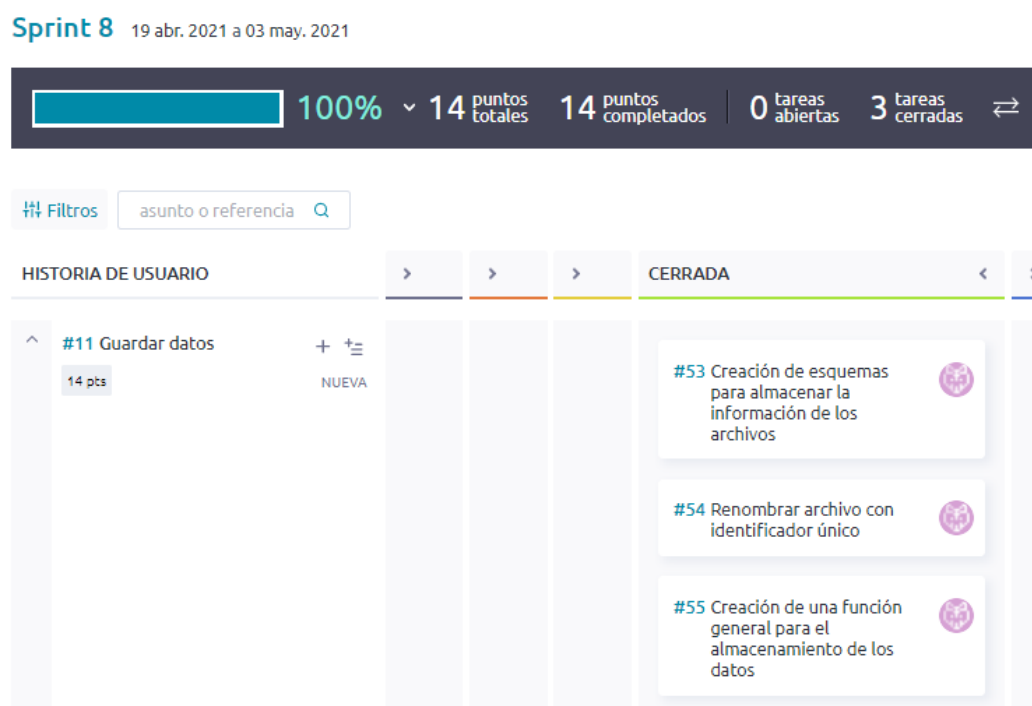 Sprint 8 19 abr. 2021 a 03 may. 2021
100% 14 puntos totales 14 puntos completados 0 tareas abiertas 3 tareas cerradas
Filtros asunto o referencia
HISTORIA DE USUARIO CERRADA
#11 Guardar datos
14 pts NUEVA
#53 Creación de esquemas
para almacenar la
información de los
archivos
#54 Renombrar archivo con
identificador único
#55 Creación de una función
general para el
almacenamiento de los
datos